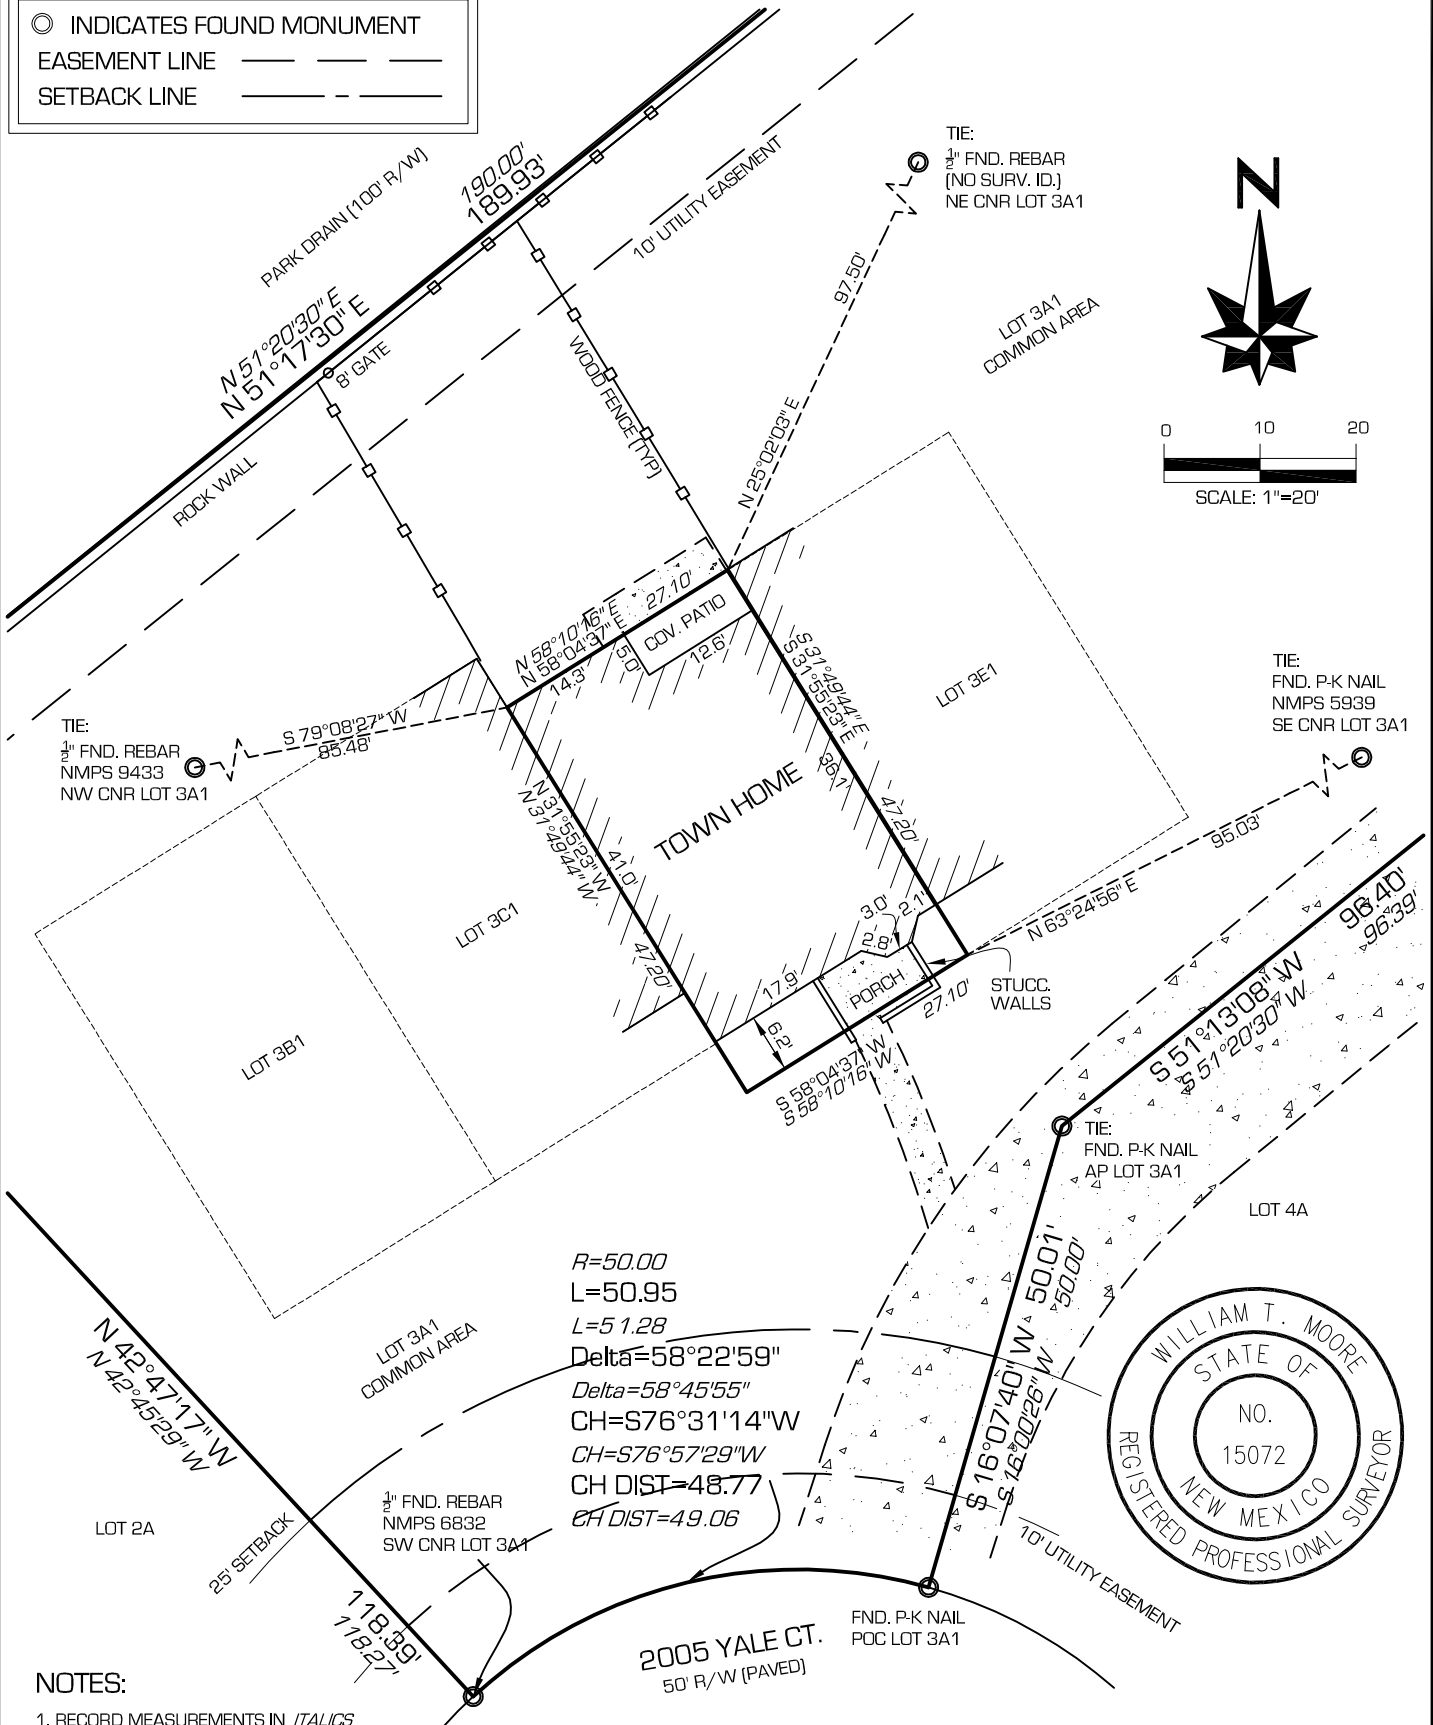 INDICATES FOUND MONUMENT
EASEMENT LINE
SETBACK LINE
PARK DRAIN (100' R/W)
190.00'
189.93'
10' UTILITY EASEMENT
TIE:
½" FND. REBAR
(NO SURV. ID.)
NE CNR LOT 3A1
N
97.50'
N 25°02'03" E
LOT 3A1
COMMON AREA
N 51°20'30" E
N 51°17'30" E
8' GATE
WOOD FENCE (TYP)
ROCK WALL
0 10 20
SCALE: 1"=20'
N 58°10'16" E
N 58°04'37" E
27.10'
COV. PATIO
14.3'
5.0'
12.6'
S 31°49'44" E
S 31°55'23" E
36.1'
47.20'
LOT 3E1
TIE:
FND. P-K NAIL
NMPS 5939
SE CNR LOT 3A1
TIE:
½" FND. REBAR
NMPS 9433
NW CNR LOT 3A1
S 79°08'27" W
85.48'
TOWN HOME
N 31°55'23" W
N 31°49'44" W
41.0'
47.20'
LOT 3C1
LOT 3B1
95.03'
N 63°24'56" E
3.0'
2.1'
2.8'
17.9'
PORCH
6.2'
27.10'
STUCC.
WALLS
S 58°04'37" W
S 58°10'16" W
96.40'
96.39'
S 51°13'08" W
S 51°20'30" W
TIE:
FND. P-K NAIL
AP LOT 3A1
LOT 4A
50.01'
50.00'
S 16°07'40" W
S 16°00'26" W
R=50.00
L=50.95
L=51.28
Delta=58°22'59"
Delta=58°45'55"
CH=S76°31'14"W
CH=S76°57'29"W
CH DIST=48.77
CH DIST=49.06
LOT 3A1
COMMON AREA
N 42°47'17" W
N 42°45'29" W
LOT 2A
25' SETBACK
½" FND. REBAR
NMPS 6832
SW CNR LOT 3A1
118.39'
118.27'
WILLIAM T. MOORE
STATE OF
NO.
15072
NEW MEXICO
REGISTERED PROFESSIONAL SURVEYOR
10' UTILITY EASEMENT
FND. P-K NAIL
POC LOT 3A1
2005 YALE CT.
50' R/W (PAVED)
NOTES:
1. RECORD MEASUREMENTS IN ITALICS